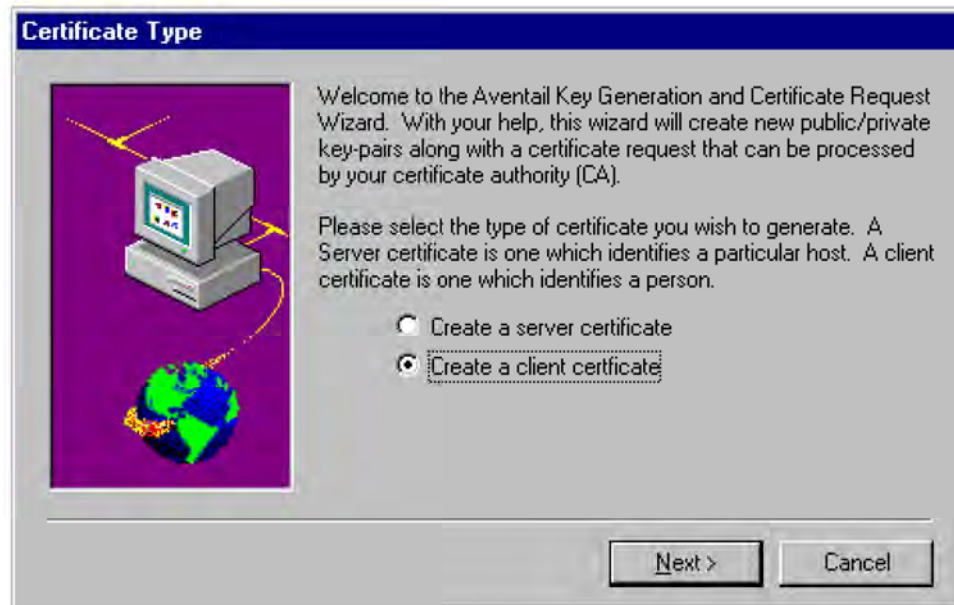 Certificate Type
Welcome to the Aventail Key Generation and Certificate Request
Wizard. With your help, this wizard will create new public/private
key-pairs along with a certificate request that can be processed
by your certificate authority (CA).
Please select the type of certificate you wish to generate. A
Server certificate is one which identifies a particular host. A client
certificate is one which identifies a person.
Create a server certificate
Create a client certficate
Next >
Cancel